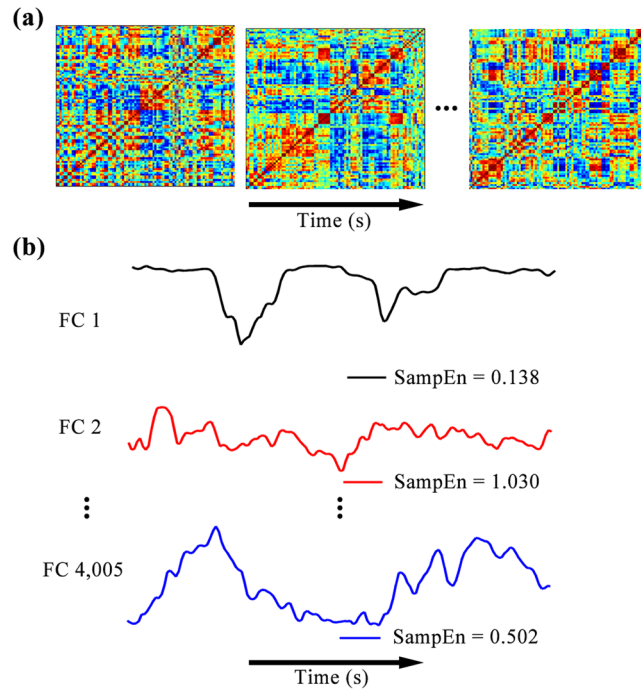 (a)
...
Time (s)
(b)
FC 1
SampEn = 0.138
FC 2
SampEn = 1.030
FC 4,005
SampEn = 0.502
Time (s)